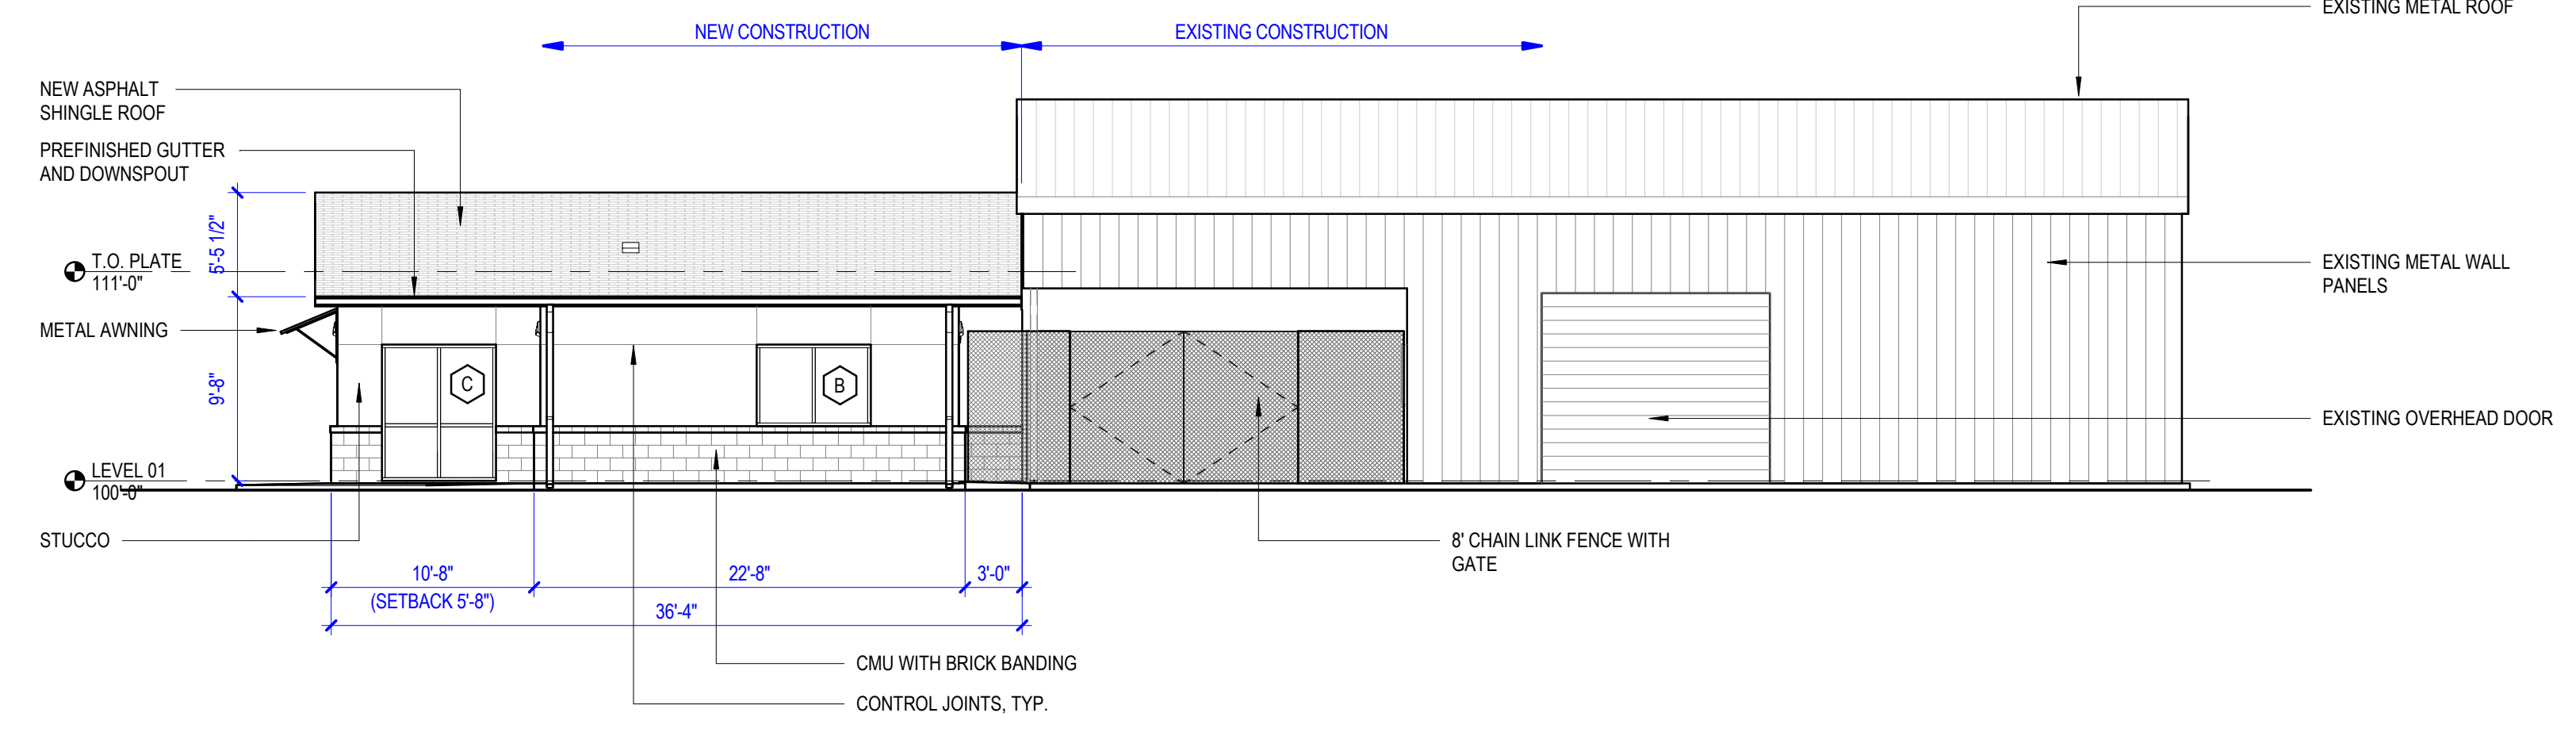 EXISTING METAL ROOF
NEW CONSTRUCTION
EXISTING CONSTRUCTION
NEW ASPHALT
SHINGLE ROOF
PREFINISHED GUTTER
AND DOWNSPOUT
5'-5 1/2"
T.O. PLATE
111'-0"
EXISTING METAL WALL
PANELS
METAL AWNING
9'-8"
C
B
EXISTING OVERHEAD DOOR
LEVEL 01
100'-0"
STUCCO
8' CHAIN LINK FENCE WITH
GATE
10'-8"
(SETBACK 5'-8")
22'-8"
3'-0"
36'-4"
CMU WITH BRICK BANDING
CONTROL JOINTS, TYP.